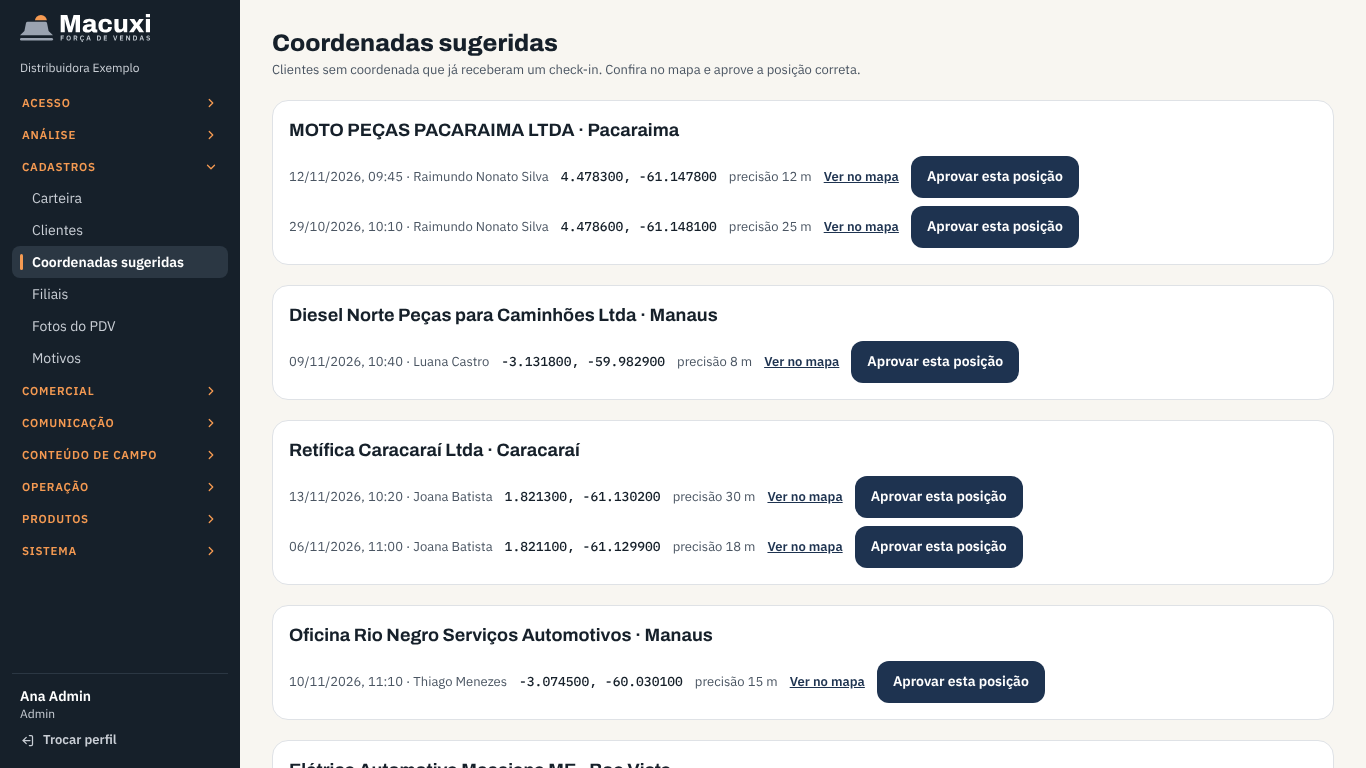 Macuxi
FORÇA DE VENDAS
Distribuidora Exemplo
ACESSO
ANÁLISE
CADASTROS
Carteira
Clientes
Coordenadas sugeridas
Filiais
Fotos do PDV
Motivos
COMERCIAL
COMUNICAÇÃO
CONTEÚDO DE CAMPO
OPERAÇÃO
PRODUTOS
SISTEMA
Ana Admin
Admin
Trocar perfil
Coordenadas sugeridas
Clientes sem coordenada que já receberam um check-in. Confira no mapa e aprove a posição correta.
MOTO PEÇAS PACARAIMA LTDA · Pacaraima
12/11/2026, 09:45 · Raimundo Nonato Silva 4.478300, -61.147800 precisão 12 m Ver no mapa Aprovar esta posição
29/10/2026, 10:10 · Raimundo Nonato Silva 4.478600, -61.148100 precisão 25 m Ver no mapa Aprovar esta posição
Diesel Norte Peças para Caminhões Ltda · Manaus
09/11/2026, 10:40 · Luana Castro -3.131800, -59.982900 precisão 8 m Ver no mapa Aprovar esta posição
Retífica Caracaraí Ltda · Caracaraí
13/11/2026, 10:20 · Joana Batista 1.821300, -61.130200 precisão 30 m Ver no mapa Aprovar esta posição
06/11/2026, 11:00 · Joana Batista 1.821100, -61.129900 precisão 18 m Ver no mapa Aprovar esta posição
Oficina Rio Negro Serviços Automotivos · Manaus
10/11/2026, 11:10 · Thiago Menezes -3.074500, -60.030100 precisão 15 m Ver no mapa Aprovar esta posição